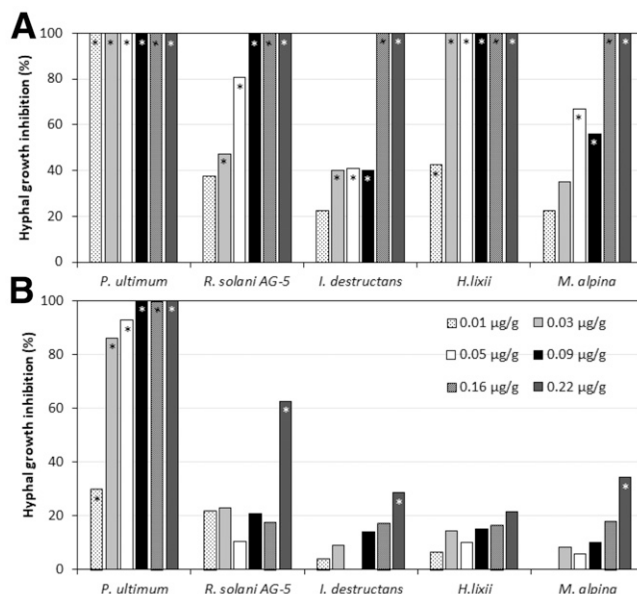 A
Hyphal growth inhibition (%)
100
80
60
40
20
0
P. ultimum R. solani AG-5 I. destructans H.lixii M. alpina
B
Hyphal growth inhibition (%)
100
80
60
40
20
0
0.01 µg/g 0.03 µg/g
0.05 µg/g 0.09 µg/g
0.16 µg/g 0.22 µg/g
P. ultimum R. solani AG-5 I. destructans H.lixii M. alpina